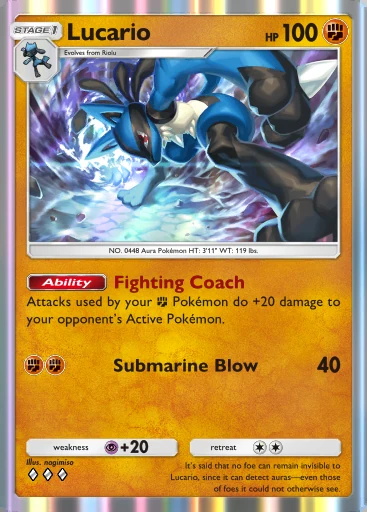 STAGE 1
Lucario
HP 100
Evolves from Riolu
NO. 0448 Aura Pokémon HT: 3'11" WT: 119 lbs.
Ability Fighting Coach
Attacks used by your Pokémon do +20 damage to
your opponent's Active Pokémon.
Submarine Blow 40
weakness +20
retreat
Illus. nagimiso
It's said that no foe can remain invisible to
Lucario, since it can detect auras—even those
of foes it could not otherwise see.